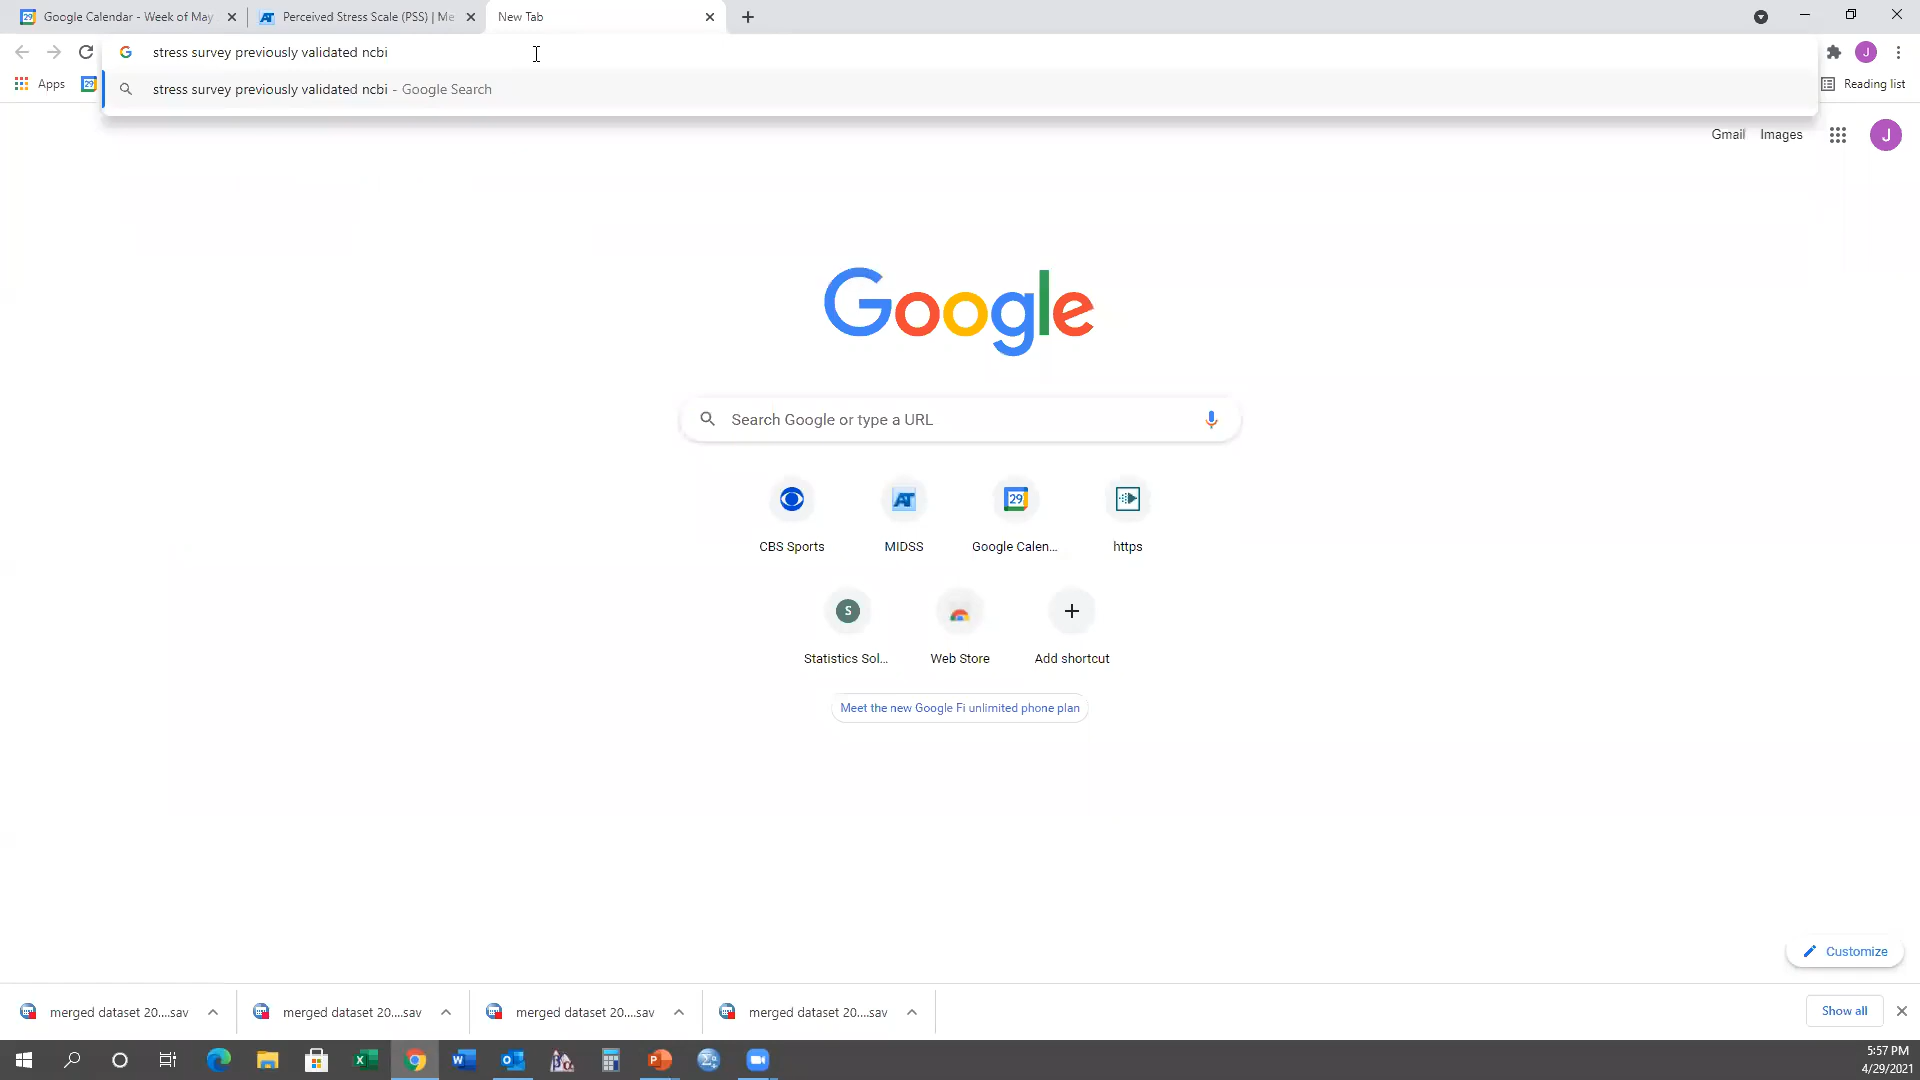 Google Calendar - Week of May
Perceived Stress Scale (PSS) | Me
New Tab
stress survey previously validated ncbi
Apps
Reading list
stress survey previously validated ncbi - Google Search
Gmail
Images
J
Google
Search Google or type a URL
CBS Sports
MIDSS
Google Calen...
https
Statistics Sol...
Web Store
Add shortcut
Meet the new Google Fi unlimited phone plan
Customize
merged dataset 20....sav
merged dataset 20....sav
merged dataset 20....sav
merged dataset 20....sav
Show all
5:57 PM
4/29/2021